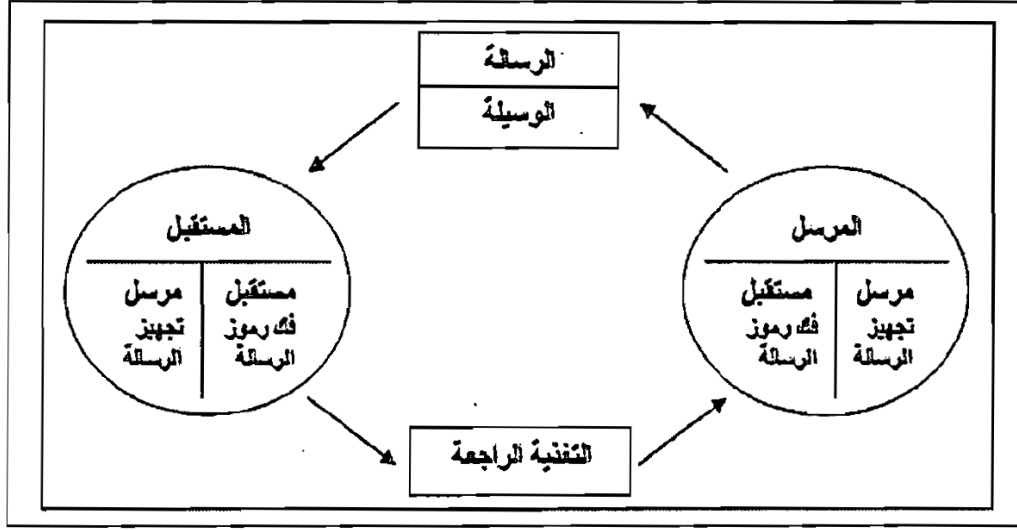 الرسالة
الوسيلة
المرسل
مرسل
تجهيز
الرسالة
مستقبل
فك رموز
الرسالة
المستقبل
مستقبل
فك رموز
الرسالة
مرسل
تجهيز
الرسالة
التغنية الراجعة